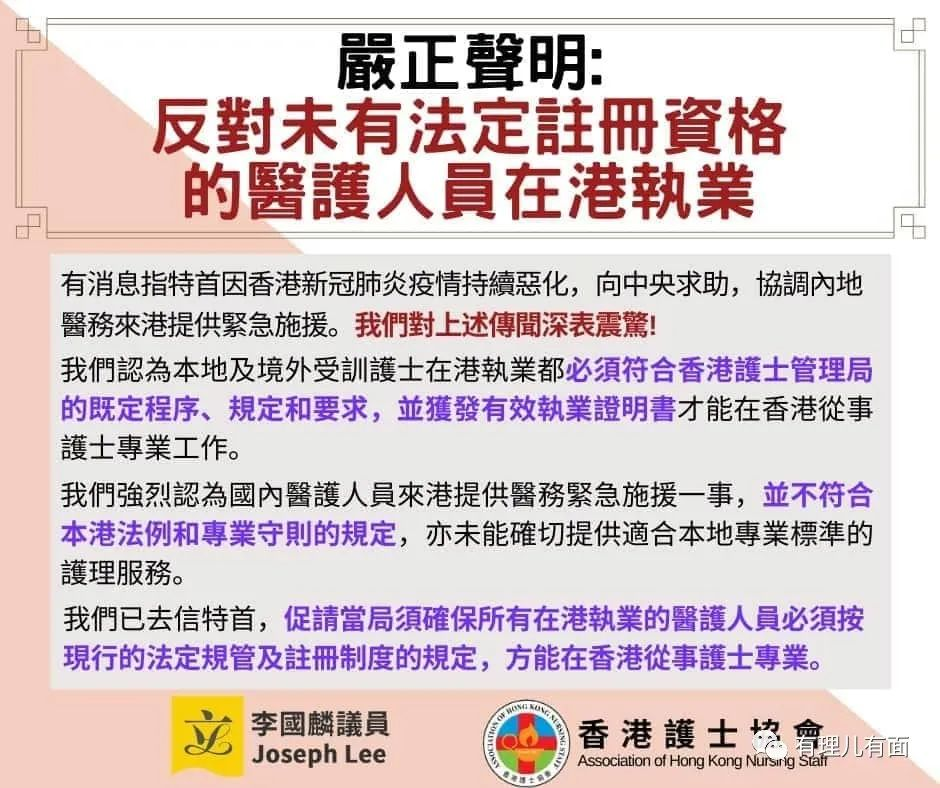 嚴正聲明:
反對未有法定註冊資格
的醫護人員在港執業
有消息指特首因香港新冠肺炎疫情持續惡化，向中央求助，協調內地
醫務來港提供緊急施援。我們對上述傳聞深表震驚!
我們認為本地及境外受訓護士在港執業都必須符合香港護士管理局
的既定程序、規定和要求，並獲發有效執業證明書才能在香港從事
護士專業工作。
我們強烈認為國內醫護人員來港提供醫務緊急施援一事，並不符合
本港法例和專業守則的規定，亦未能確切提供適合本地專業標準的
護理服務。
我們已去信特首，促請當局須確保所有在港執業的醫護人員必須按
現行的法定規管及註冊制度的規定，方能在香港從事護士專業。
立
李國麟議員
Joseph Lee
ASSOCIATION OF HONG KONG NURSING STAFF
香港護士協會
香港護士協會
Association of Hong Kong Nursing Staff
有理儿有面